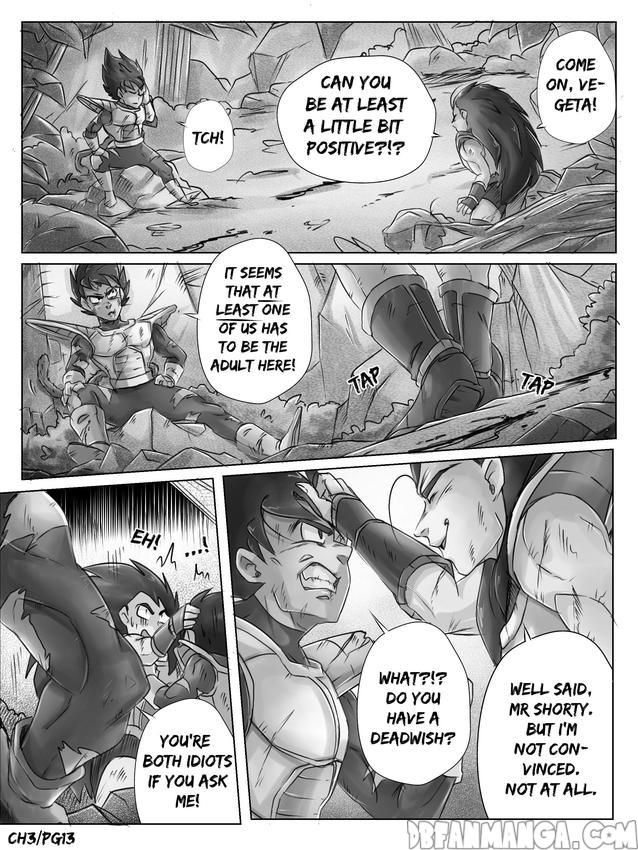 COME
ON, VE-
GETA!
CAN YOU
BE AT LEAST
A LITTLE BIT
POSITIVE?!?
TCH!
IT SEEMS
THAT AT
LEAST ONE
OF US HAS
TO BE THE
ADULT HERE!
TAP
TAP
EH!
...!
YOU'RE
BOTH IDIOTS
IF YOU ASK
ME!
WHAT?!?
DO YOU
HAVE A
DEADWISH?
WELL SAID,
MR SHORTY.
BUT I'M
NOT CON-
VINCED.
NOT AT ALL.
CH3/PG13
DBFANMANGA.COM